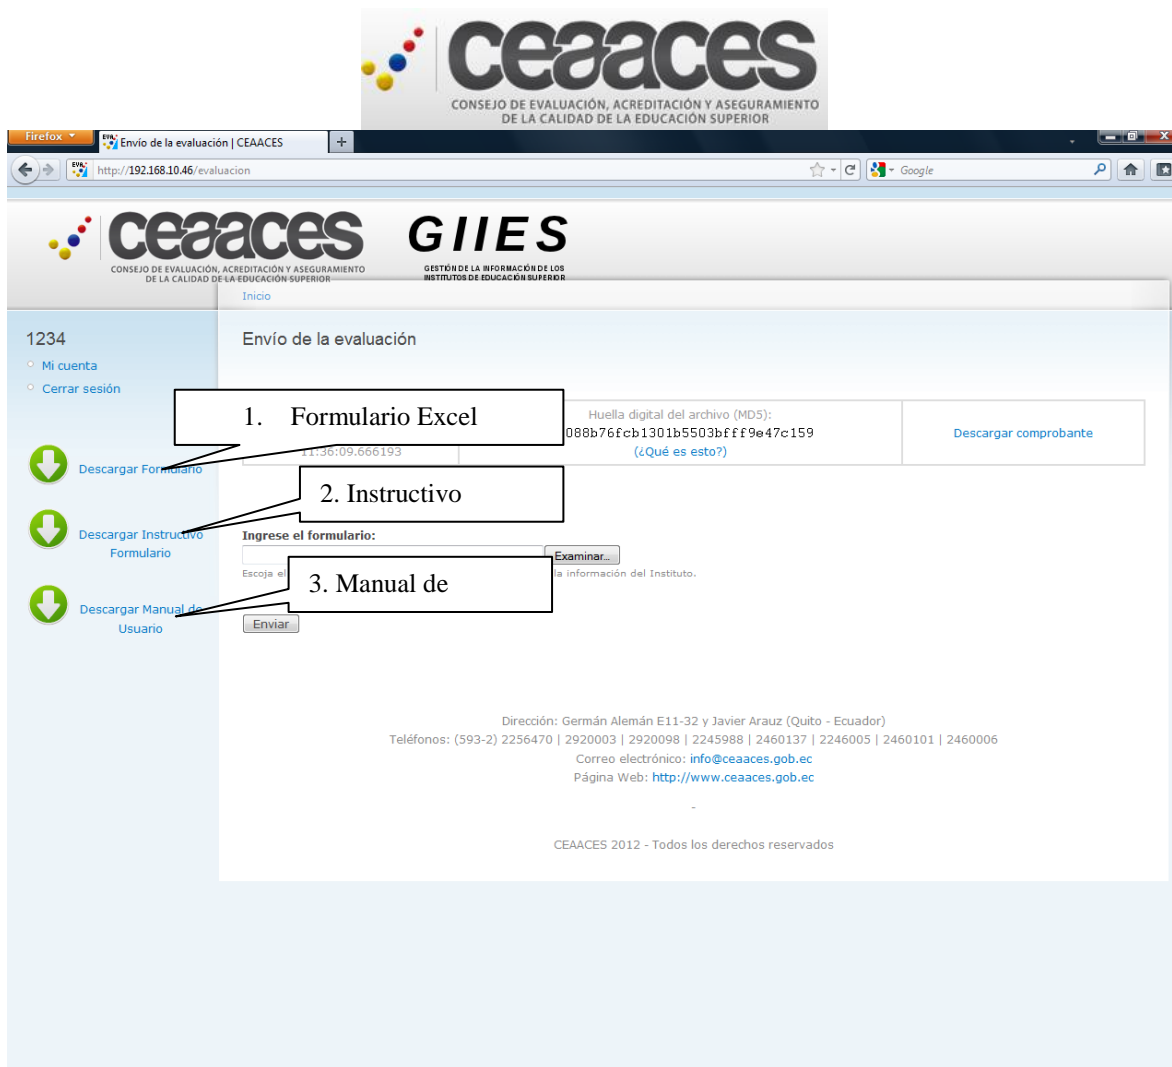 ceaaces
CONSEJO DE EVALUACIÓN, ACREDITACIÓN Y ASEGURAMIENTO
DE LA CALIDAD DE LA EDUCACIÓN SUPERIOR
Firefox
Envío de la evaluación | CEAACES
http://192.168.10.46/evaluacion
Google
ceaaces
CONSEJO DE EVALUACIÓN, ACREDITACIÓN Y ASEGURAMIENTO
DE LA CALIDAD DE LA EDUCACIÓN SUPERIOR
GIIES
GESTIÓN DE LA INFORMACIÓN DE LOS
INSTITUTOS DE EDUCACIÓN SUPERIOR
Inicio
1234
Mi cuenta
Cerrar sesión
Descargar Formulario
Descargar Instructivo
Formulario
Descargar Manual de
Usuario
Envío de la evaluación
1. Formulario Excel
11:36:09.666193
Huella digital del archivo (MD5):
088b76fcb1301b5503bfff9e47c159
(¿Qué es esto?)
Descargar comprobante
2. Instructivo
Ingrese el formulario:
Examinar...
Escoja el
la información del Instituto.
3. Manual de
Enviar
Dirección: Germán Alemán E11-32 y Javier Arauz (Quito - Ecuador)
Teléfonos: (593-2) 2256470 | 2920003 | 2920098 | 2245988 | 2460137 | 2246005 | 2460101 | 2460006
Correo electrónico: info@ceaaces.gob.ec
Página Web: http://www.ceaaces.gob.ec
-
CEAACES 2012 - Todos los derechos reservados